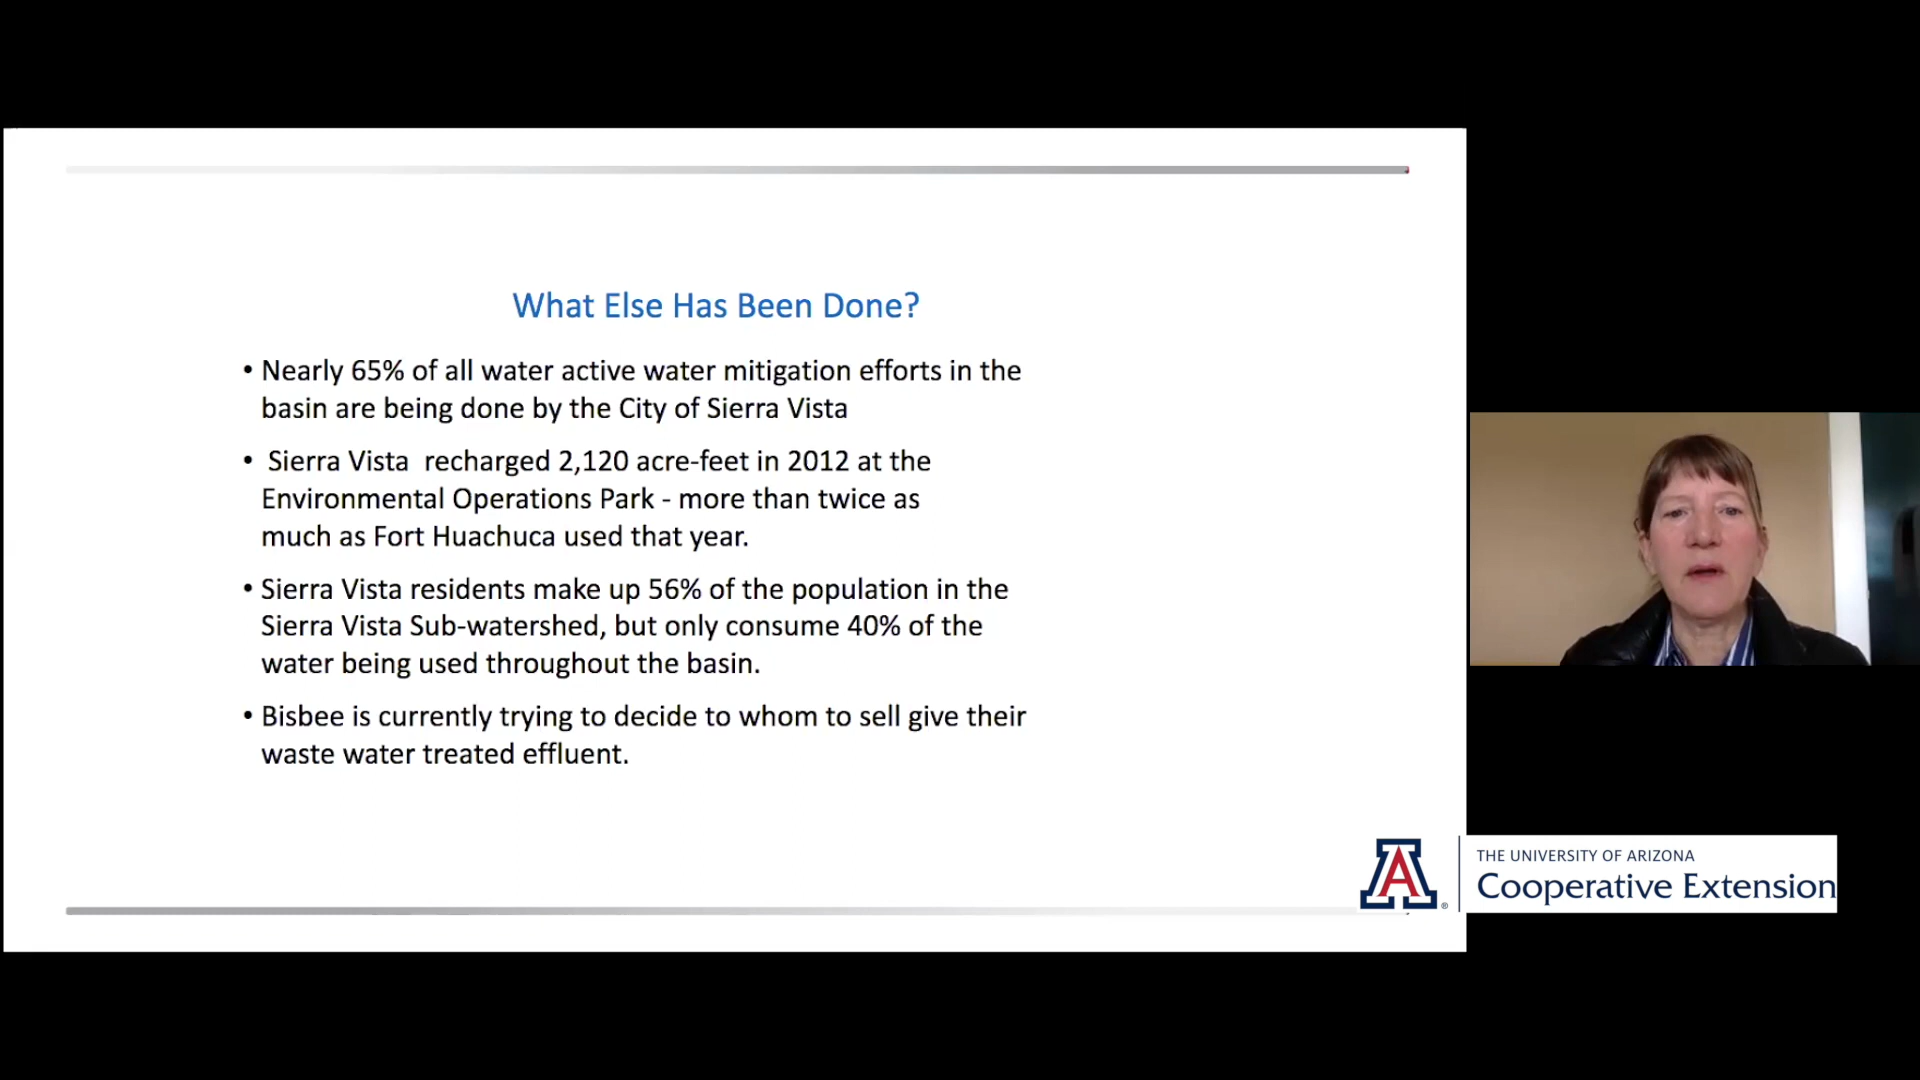 What Else Has Been Done?
• Nearly 65% of all water active water mitigation efforts in the
basin are being done by the City of Sierra Vista
• Sierra Vista recharged 2,120 acre-feet in 2012 at the
Environmental Operations Park - more than twice as
much as Fort Huachuca used that year.
• Sierra Vista residents make up 56% of the population in the
Sierra Vista Sub-watershed, but only consume 40% of the
water being used throughout the basin.
• Bisbee is currently trying to decide to whom to sell give their
waste water treated effluent.
A ®
THE UNIVERSITY OF ARIZONA
Cooperative Extension